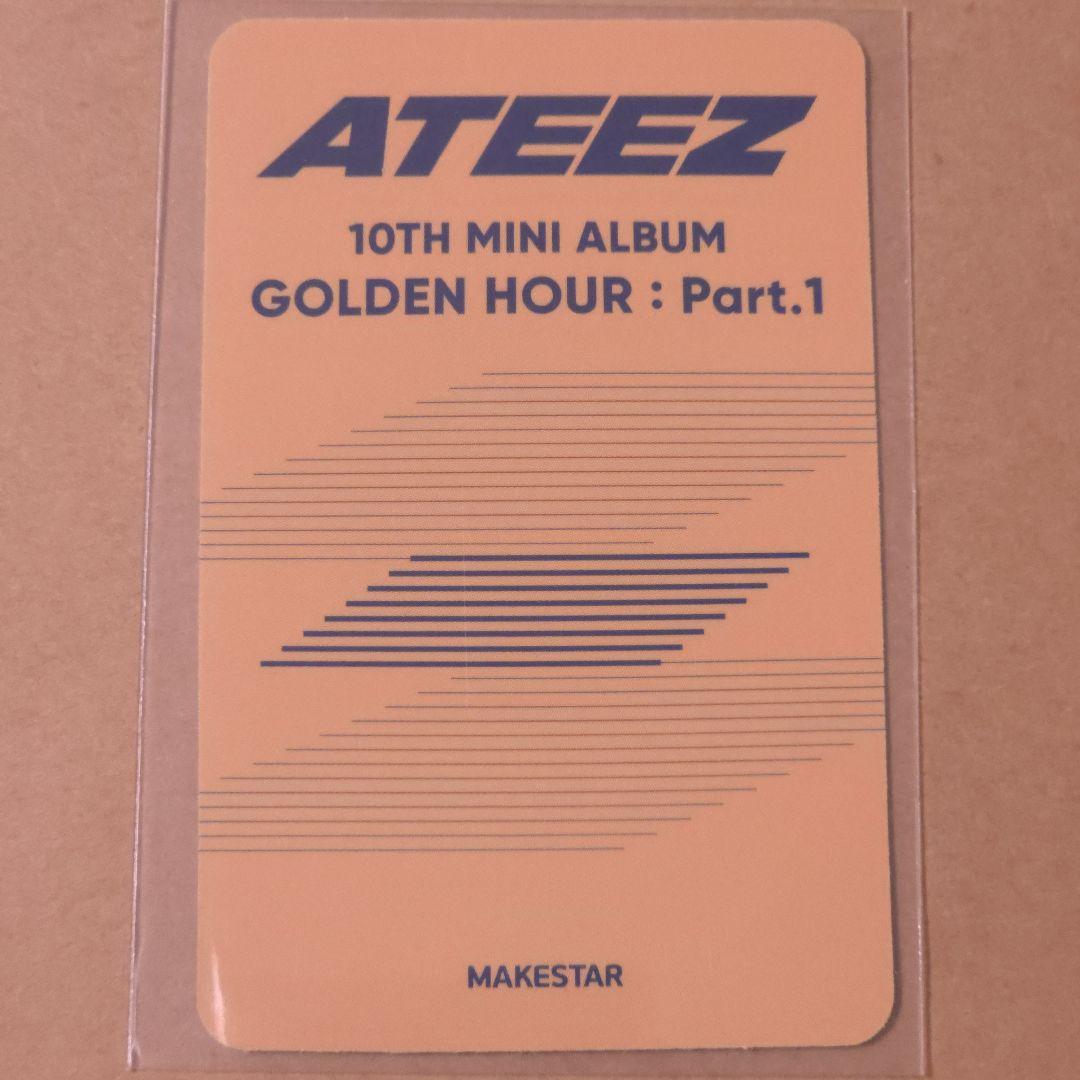 ATEEZ
10TH MINI ALBUM
GOLDEN HOUR : Part.1
MAKESTAR